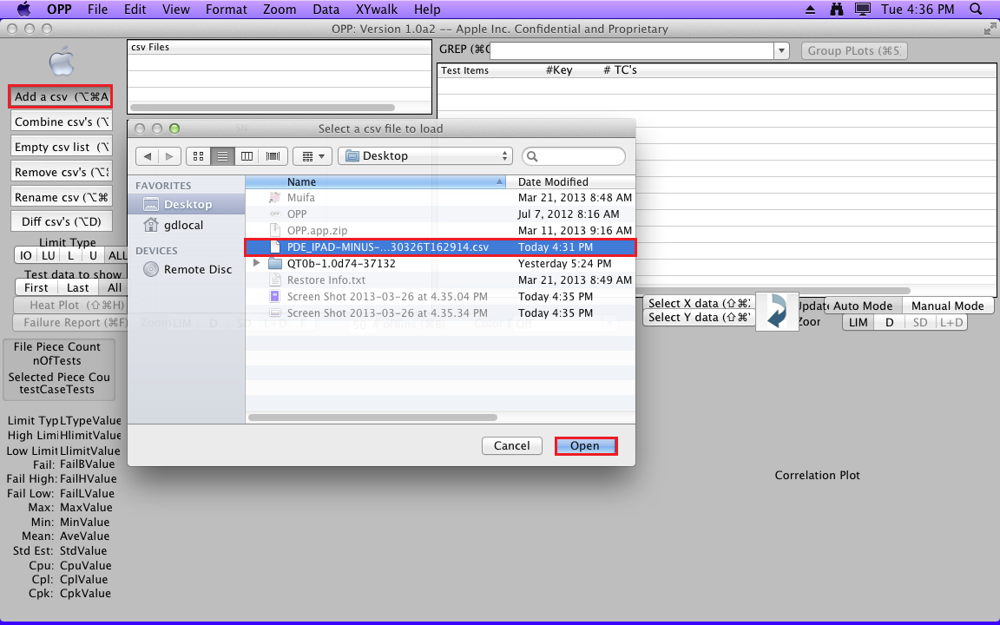 OPP File Edit View Format Zoom Data XYwalk Help Tue 4:36 PM
OPP: Version 1.0a2 -- Apple Inc. Confidential and Proprietary
csv Files
GREP (⌘G
Group PLots (⌘5
Test Items #Key # TC's
Add a csv (⌥⌘A
Combine csv's (⌥
Empty csv list (⌥
Remove csv's (⌥
Rename csv (⌥⌘
Diff csv's (⌥D)
Limit Type
IO LU L U ALL
Test data to show
First Last All
Heat Plot (⇧⌘H)
Failure Report (⌘F)
File Piece Count
nOfTests
Selected Piece Cou
testCaseTests
Limit Typ LTypeValue
High Limi HlimitValue
Low Limit LlimitValue
Fail: FailBValue
Fail High: FailHValue
Fail Low: FailLValue
Max: MaxValue
Min: MinValue
Mean: AveValue
Std Est: StdValue
Cpu: CpuValue
Cpl: CplValue
Cpk: CpkValue
Select a csv file to load
Desktop
FAVORITES
Desktop
gdlocal
DEVICES
Remote Disc
Name Date Modified
Muifa Mar 21, 2013 8:48 AM
OPP Jul 7, 2012 8:16 AM
OPP.app.zip Mar 11, 2013 9:16 AM
PDE_IPAD-MINUS-...30326T162914.csv Today 4:31 PM
QT0b-1.0d74-37132 Yesterday 5:24 PM
Restore Info.txt Mar 21, 2013 8:49 AM
Screen Shot 2013-03-26 at 4.35.04 PM Today 4:35 PM
Screen Shot 2013-03-26 at 4.35.34 PM Today 4:35 PM
Cancel Open
Select X data (⇧⌘
Select Y data (⇧⌘
Update Auto Mode Manual Mode
Zoor LIM D SD L+D
Correlation Plot